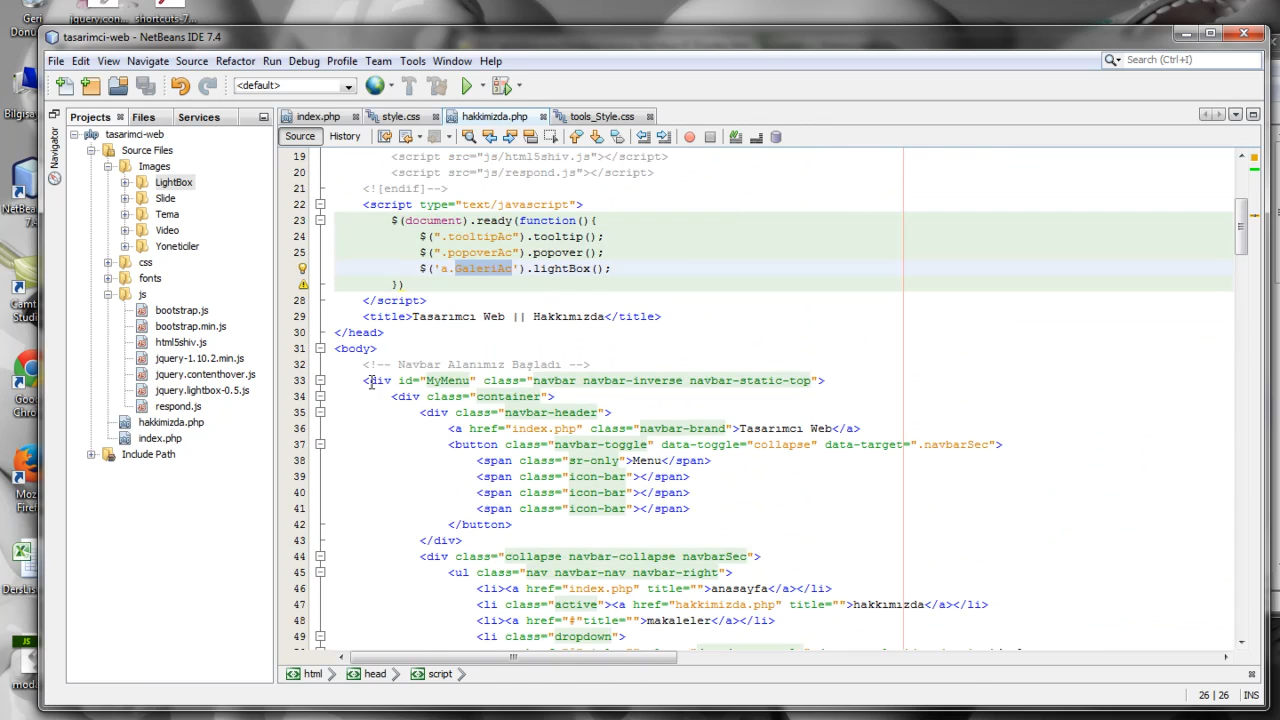 Geri
jquery.con...
shortcuts-7...
tasarimci-web - NetBeans IDE 7.4
File Edit View Navigate Source Refactor Run Debug Profile Team Tools Window Help
Search (Ctrl+I)
<default>
Projects Files Services
index.php style.css hakkimizda.php tools_Style.css
Source History
Navigator
tasarimci-web
Source Files
Images
LightBox
Slide
Tema
Video
Yoneticiler
css
fonts
js
bootstrap.js
bootstrap.min.js
html5shiv.js
jquery-1.10.2.min.js
jquery.contenthover.js
jquery.lightbox-0.5.js
respond.js
hakkimizda.php
index.php
Include Path
19 <script src="js/html5shiv.js"></script>
20 <script src="js/respond.js"></script>
21 <![endif]-->
22 <script type="text/javascript">
23 $(document).ready(function(){
24 $(".tooltipAc").tooltip();
25 $(".popoverAc").popover();
$('a.GaleriAc').lightBox();
})
28 </script>
29 <title>Tasarımcı Web || Hakkımızda</title>
30 </head>
31 <body>
32 <!-- Navbar Alanımız Başladı -->
33 <div id="MyMenu" class="navbar navbar-inverse navbar-static-top">
34 <div class="container">
35 <div class="navbar-header">
36 <a href="index.php" class="navbar-brand">Tasarımcı Web</a>
37 <button class="navbar-toggle" data-toggle="collapse" data-target=".navbarSec">
38 <span class="sr-only">Menu</span>
39 <span class="icon-bar"></span>
40 <span class="icon-bar"></span>
41 <span class="icon-bar"></span>
42 </button>
43 </div>
44 <div class="collapse navbar-collapse navbarSec">
45 <ul class="nav navbar-nav navbar-right">
46 <li><a href="index.php" title="">anasayfa</a></li>
47 <li class="active"><a href="hakkimizda.php" title="">hakkımızda</a></li>
48 <li><a href="#"title="">makaleler</a></li>
49 <li class="dropdown">
html head script
26 | 26 INS